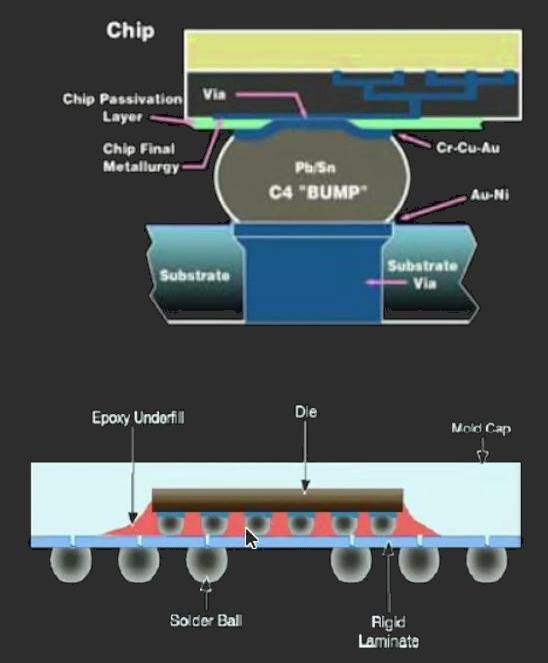 Chip
Via
Chip Passivation
Layer
Chip Final
Metallurgy
Cr-Cu-Au
Pb/Sn
C4 "BUMP"
Au-Ni
Substrate
Substrate
Via
Epoxy Underfill
Die
Mold Cap
Solder Ball
Rigid
Laminate